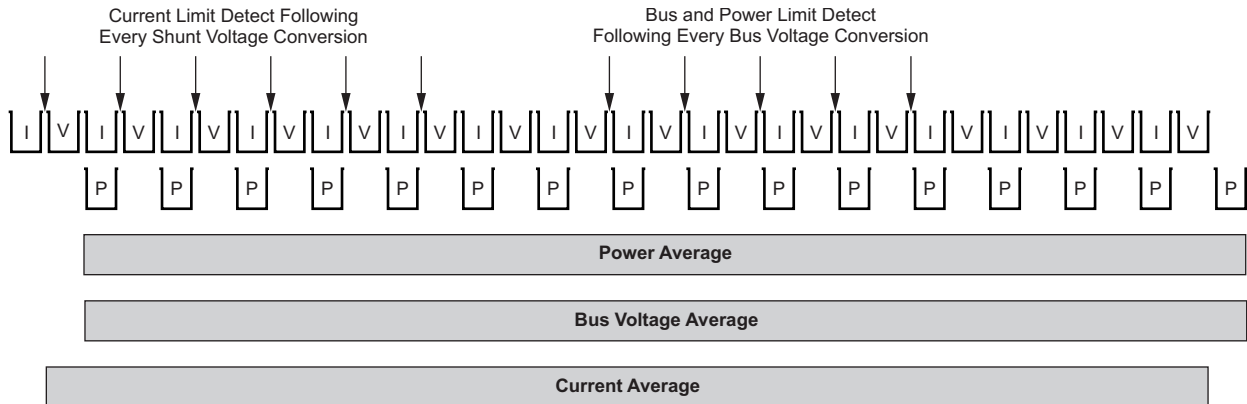 Current Limit Detect Following
Every Shunt Voltage Conversion
Bus and Power Limit Detect
Following Every Bus Voltage Conversion
I V I V I V I V I V I V I V I V I V I V I V I V I V I V I V I V
P P P P P P P P P P P P P P P P
Power Average
Bus Voltage Average
Current Average